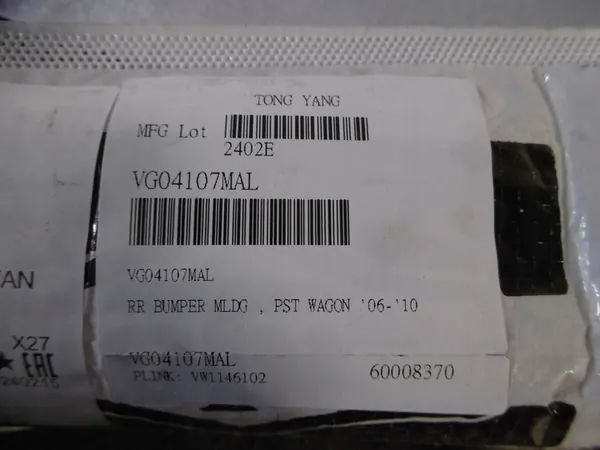 TONG YANG
MFG Lot
2402E
VG04107MAL
VG04107MAL
RR BUMPER MLDG , PST WAGON '06-'10
VG04107MAL
PLINK: VW1146102
60008370
X27
EAC